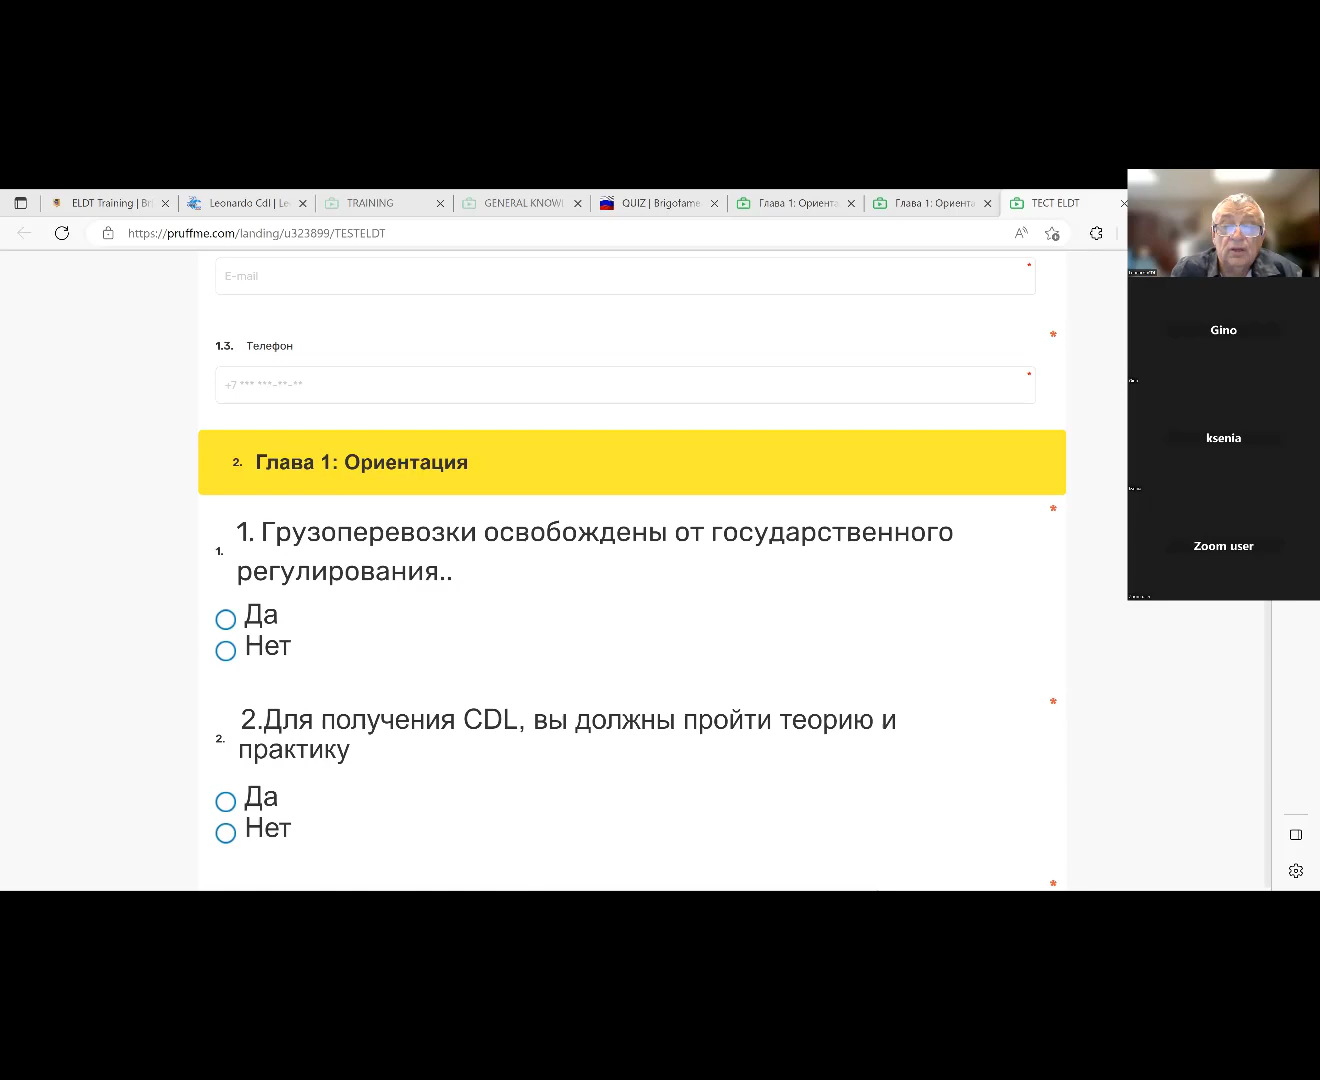 ELDT Training | Bri
Leonardo Cdl | Le
TRAINING
GENERAL KNOWL
QUIZ | Brigofame
Глава 1: Ориента
Глава 1: Ориента
ТЕСТ ELDT
https://pruffme.com/landing/u323899/TESTELDT
E-mail
*
1.3. Телефон
*
+7 *** ***-**-**
*
2. Глава 1: Ориентация
*
1. Грузоперевозки освобождены от государственного
1.
регулирования..
Да
Нет
*
2.Для получения CDL, вы должны пройти теорию и
2.
практику
Да
Нет
*
Gino
ksenia
Zoom user